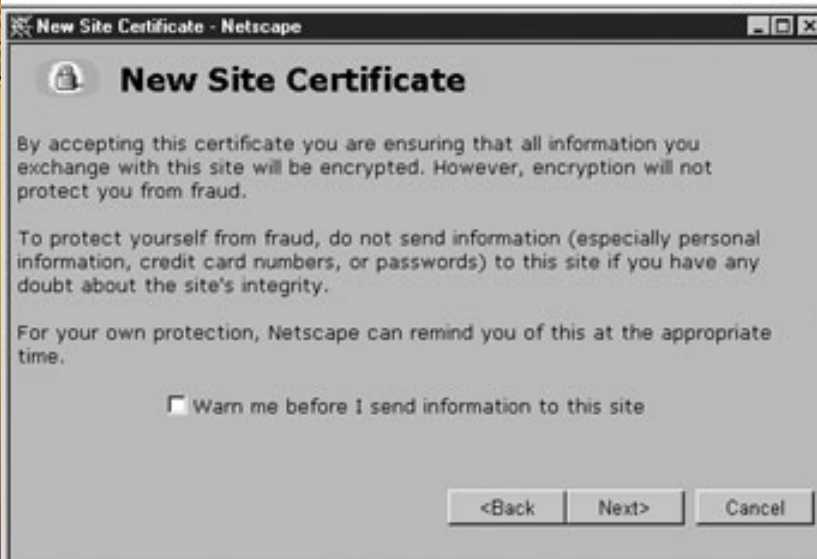 New Site Certificate - Netscape
New Site Certificate
By accepting this certificate you are ensuring that all information you
exchange with this site will be encrypted. However, encryption will not
protect you from fraud.
To protect yourself from fraud, do not send information (especially personal
information, credit card numbers, or passwords) to this site if you have any
doubt about the site's integrity.
For your own protection, Netscape can remind you of this at the appropriate
time.
Warn me before I send information to this site
<Back Next> Cancel